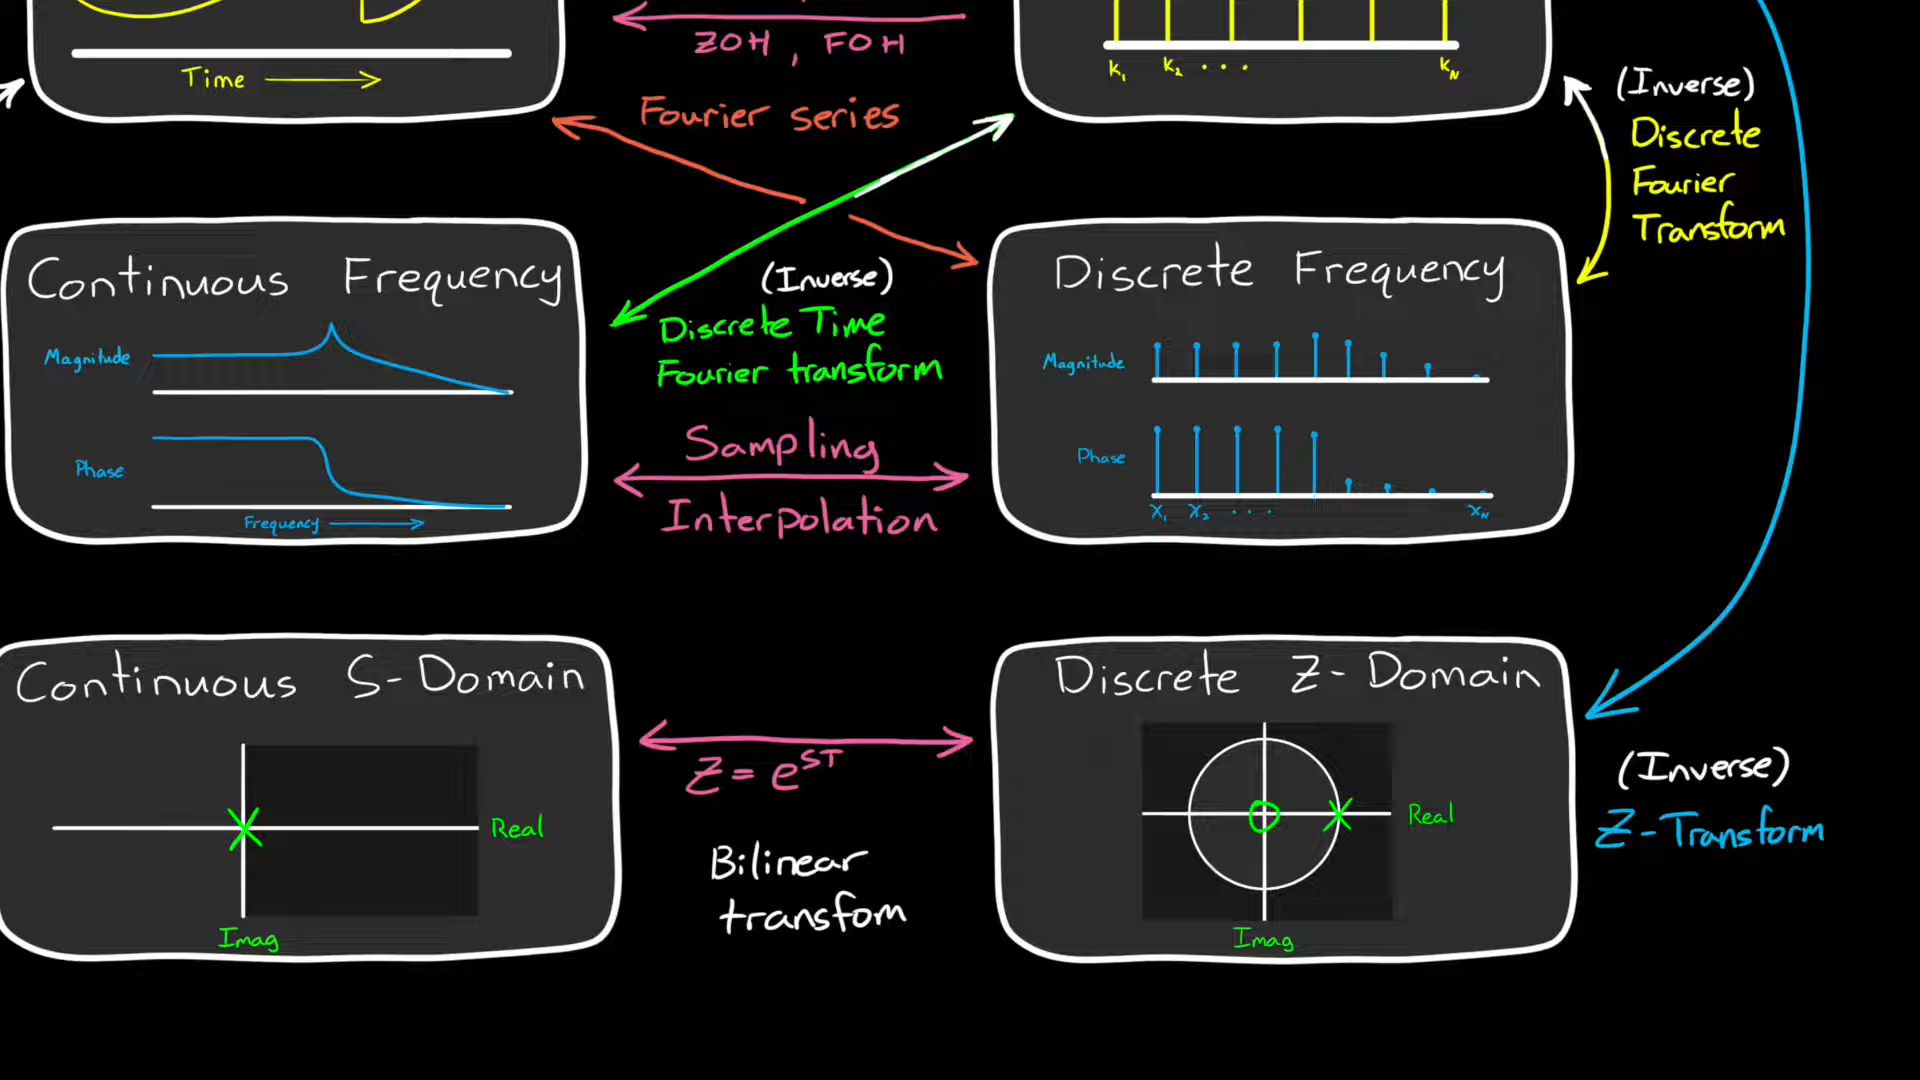 ZOH, FOH
Time
K1 K2 ... KN
Fourier series
(Inverse)
Discrete
Fourier
Transform
Continuous Frequency
Magnitude
Phase
Frequency
(Inverse)
Discrete Time
Fourier transform
Sampling
Interpolation
Discrete Frequency
Magnitude
Phase
X1 X2 ... XN
Continuous S-Domain
Real
Imag
Z = e^ST
Bilinear
transfom
Discrete Z-Domain
Real
Imag
(Inverse)
Z-Transform